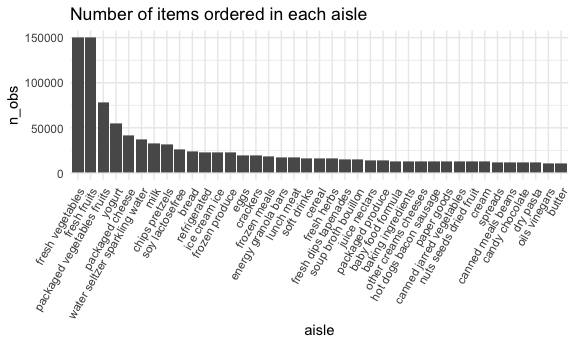 Number of items ordered in each aisle
n_obs
150000
100000
50000
0
fresh vegetables
fresh fruits
packaged vegetables fruits
yogurt
packaged cheese
water seltzer sparkling water
milk
chips pretzels
soy lactosefree
bread
refrigerated
ice cream ice
frozen produce
eggs
crackers
frozen meals
energy granola bars
lunch meat
soft drinks
cereal
fresh herbs
fresh dips tapenades
soup broth bouillon
juice nectars
packaged produce
baby food formula
baking ingredients
other creams cheeses
hot dogs bacon sausage
paper goods
canned jarred vegetables
nuts seeds dried fruit
cream
spreads
canned meals beans
candy chocolate
dry pasta
oils vinegars
butter
aisle